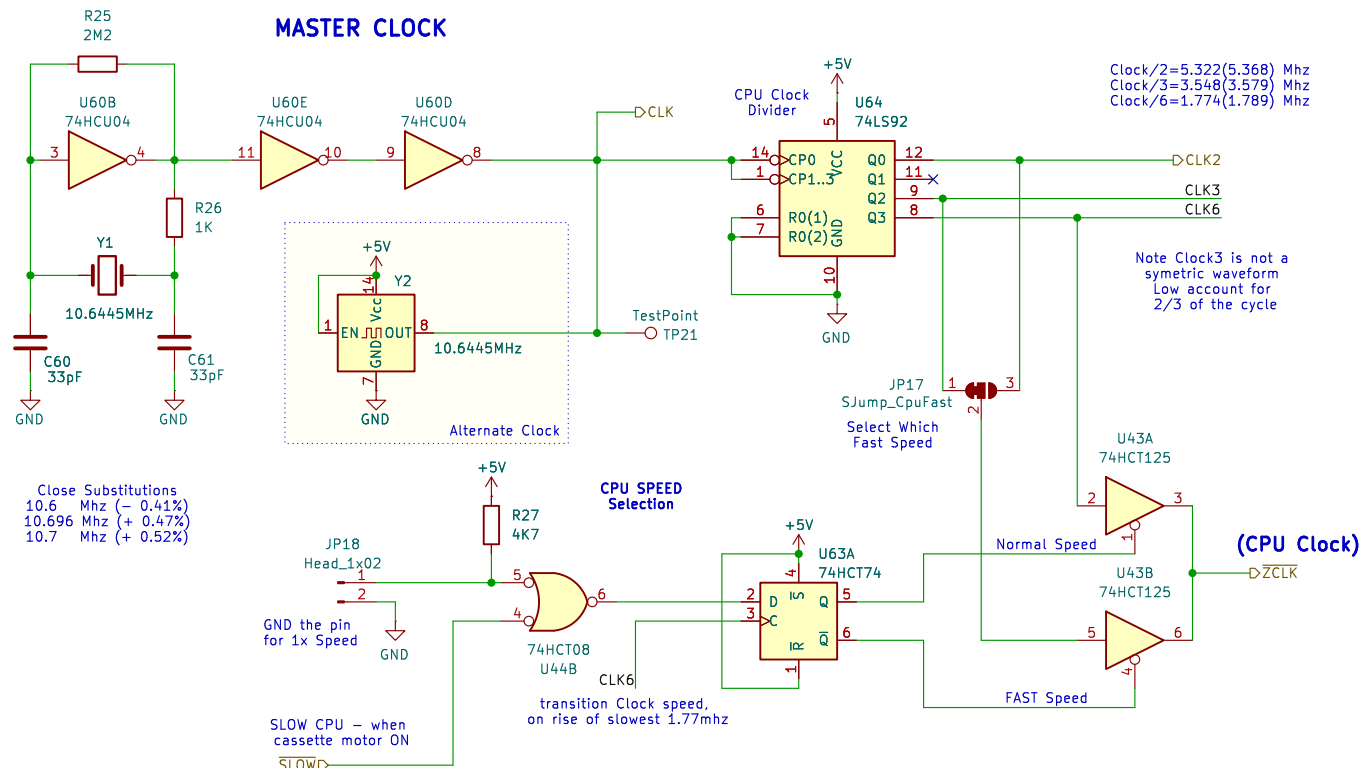 MASTER CLOCK
R25
2M2
U60B
74HCU04
3
4
U60E
74HCU04
11
10
U60D
74HCU04
9
8
CLK
R26
1K
Y1
10.6445MHz
C60
33pF
C61
33pF
GND
GND
+5V
Y2
14
Vcc
1
EN
OUT
8
GND
7
10.6445MHz
GND
Alternate Clock
TestPoint
TP21
CPU Clock
Divider
+5V
U64
74LS92
5
VCC
14
CP0
1
CP1..3
6
R0(1)
7
R0(2)
GND
10
Q0
12
Q1
11
Q2
9
Q3
8
GND
CLK2
CLK3
CLK6
Clock/2=5.322(5.368) Mhz
Clock/3=3.548(3.579) Mhz
Clock/6=1.774(1.789) Mhz
Note Clock3 is not a
symetric waveform
Low account for
2/3 of the cycle
JP17
SJump_CpuFast
1
3
2
Select Which
Fast Speed
Close Substitutions
10.6 Mhz (- 0.41%)
10.696 Mhz (+ 0.47%)
10.7 Mhz (+ 0.52%)
CPU SPEED
Selection
+5V
R27
4K7
JP18
Head_1x02
1
2
GND
GND the pin
for 1x Speed
5
4
6
74HCT08
U44B
SLOW CPU - when
cassette motor ON
SLOW
CLK6
transition Clock speed,
on rise of slowest 1.77mhz
+5V
U63A
74HCT74
4
S
2
D
3
C
Q
5
Q
6
R
1
Normal Speed
FAST Speed
U43A
74HCT125
2
3
1
U43B
74HCT125
5
6
4
(CPU Clock)
ZCLK